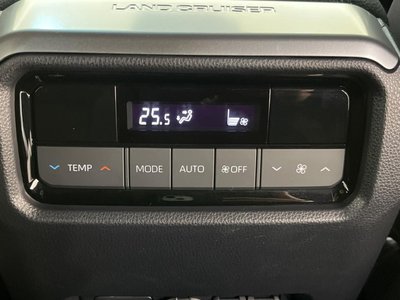 LAND CRUISER
25.5
TEMP MODE AUTO OFF